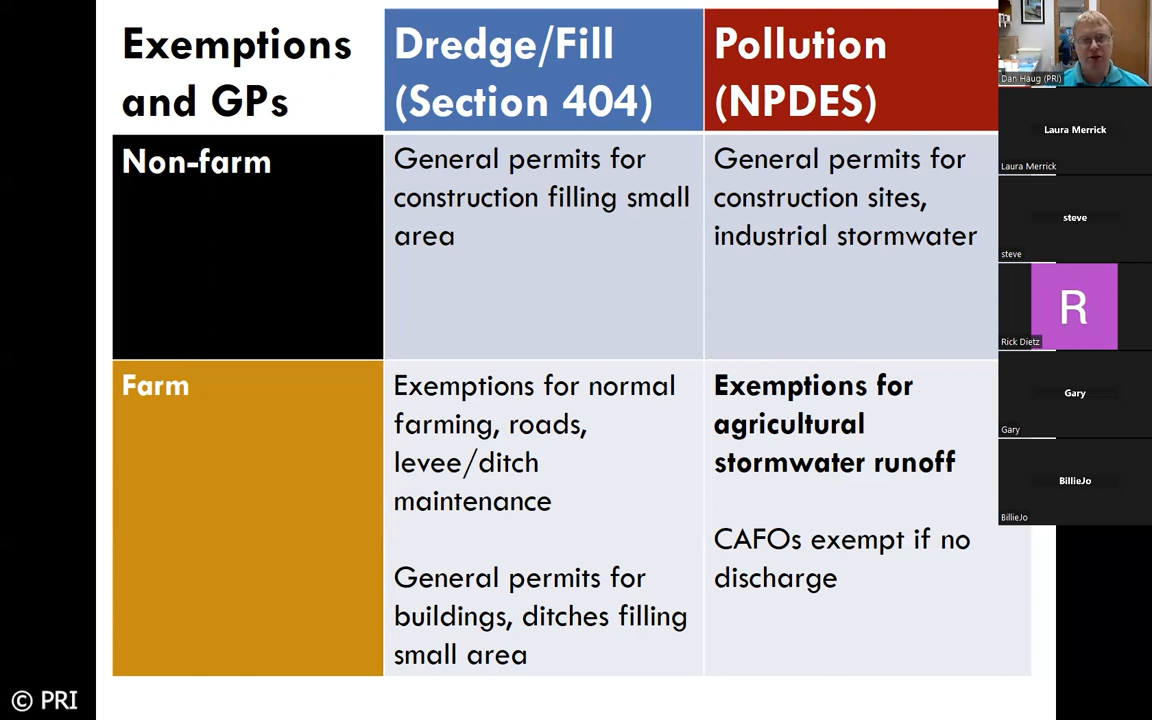 Exemptions
and GPs
Dredge/Fill
(Section 404)
Pollution
(NPDES)
Non-farm
General permits for
construction filling small
area
General permits for
construction sites,
industrial stormwater
Farm
Exemptions for normal
farming, roads,
levee/ditch
maintenance
General permits for
buildings, ditches filling
small area
Exemptions for
agricultural
stormwater runoff
CAFOs exempt if no
discharge
Dan Haug (PRI)
Laura Merrick
Laura Merrick
steve
steve
R
Rick Dietz
Gary
Gary
BillieJo
BillieJo
© PRI